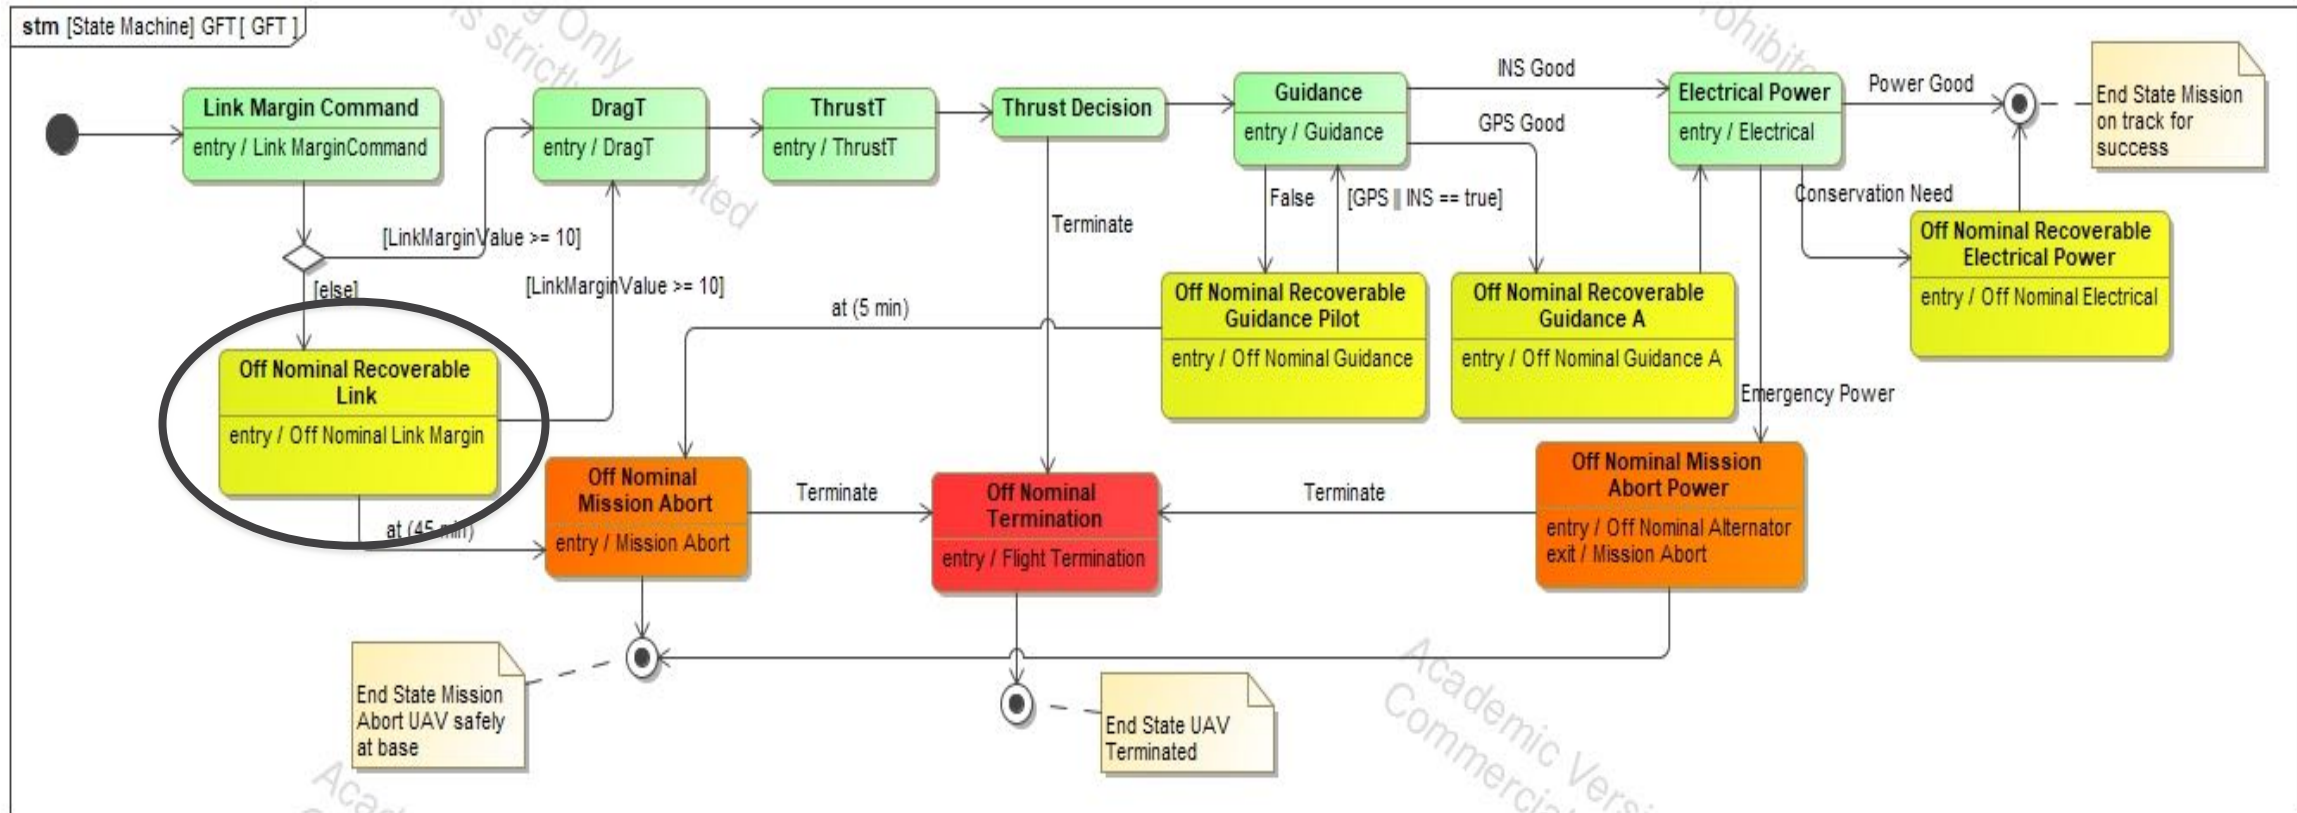 stm [State Machine] GFT[ GFT ]
Link Margin Command
entry / Link MarginCommand
DragT
entry / DragT
ThrustT
entry / ThrustT
Thrust Decision
Guidance
entry / Guidance
INS Good
GPS Good
Electrical Power
entry / Electrical
Power Good
End State Mission
on track for
success
[LinkMarginValue >= 10]
[else]
[LinkMarginValue >= 10]
Terminate
False
[GPS || INS == true]
Conservation Need
Off Nominal Recoverable
Electrical Power
entry / Off Nominal Electrical
at (5 min)
Off Nominal Recoverable
Guidance Pilot
entry / Off Nominal Guidance
Off Nominal Recoverable
Guidance A
entry / Off Nominal Guidance A
Emergency Power
Off Nominal Recoverable
Link
entry / Off Nominal Link Margin
at (45 min)
Off Nominal
Mission Abort
entry / Mission Abort
Terminate
Off Nominal
Termination
entry / Flight Termination
Terminate
Off Nominal Mission
Abort Power
entry / Off Nominal Alternator
exit / Mission Abort
End State Mission
Abort UAV safely
at base
End State UAV
Terminated
Only
Academic